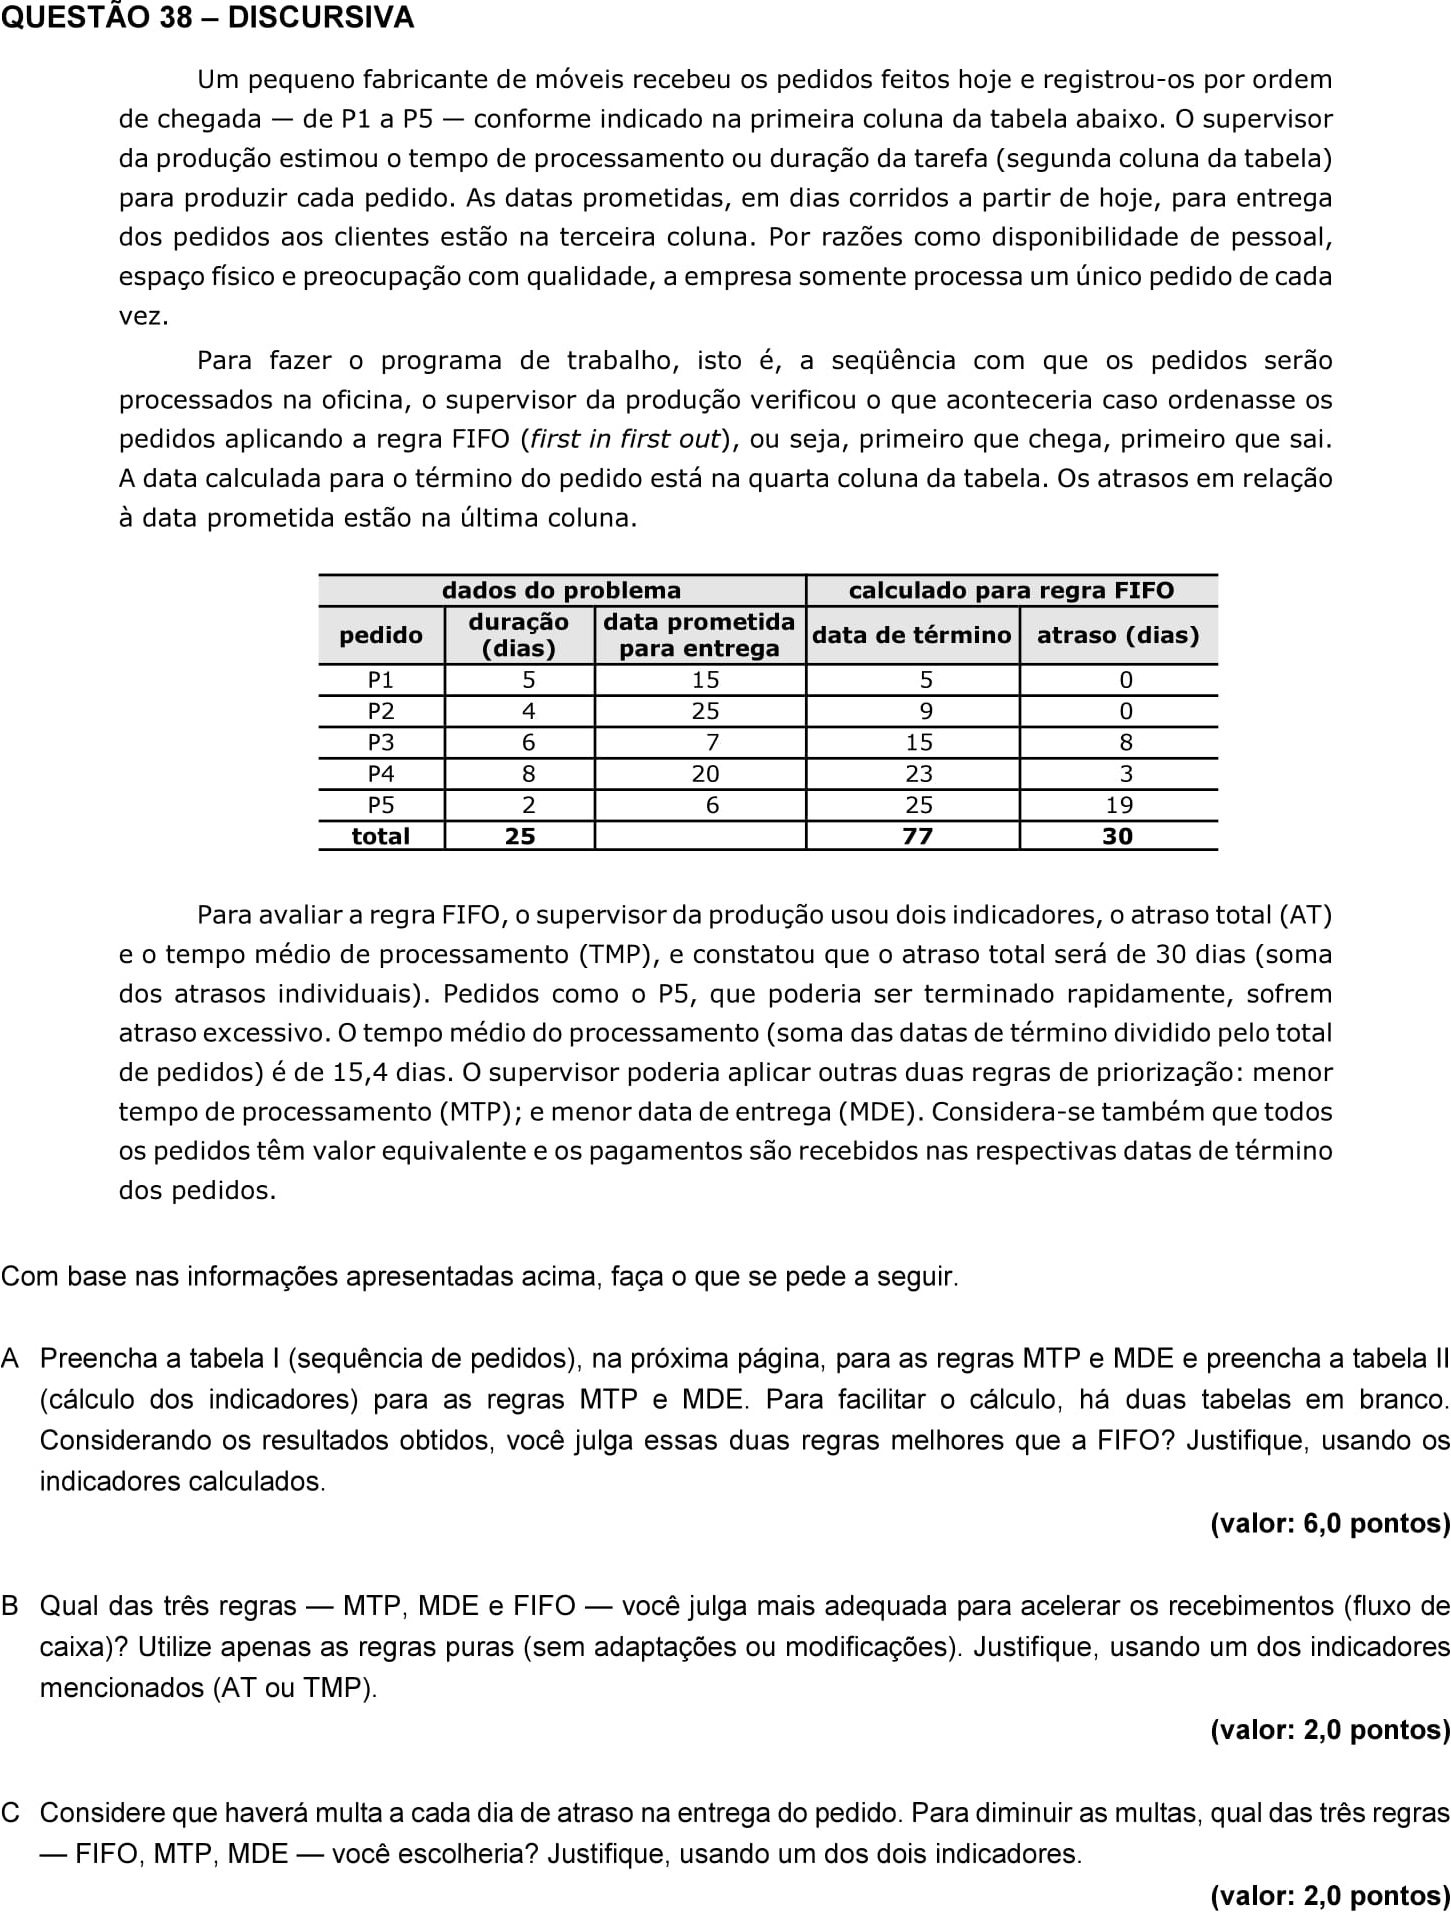 QUESTÃO 38 – DISCURSIVA
Um pequeno fabricante de móveis recebeu os pedidos feitos hoje e registrou-os por ordem
de chegada — de P1 a P5 — conforme indicado na primeira coluna da tabela abaixo. O supervisor
da produção estimou o tempo de processamento ou duração da tarefa (segunda coluna da tabela)
para produzir cada pedido. As datas prometidas, em dias corridos a partir de hoje, para entrega
dos pedidos aos clientes estão na terceira coluna. Por razões como disponibilidade de pessoal,
espaço físico e preocupação com qualidade, a empresa somente processa um único pedido de cada
vez.
Para fazer o programa de trabalho, isto é, a seqüência com que os pedidos serão
processados na oficina, o supervisor da produção verificou o que aconteceria caso ordenasse os
pedidos aplicando a regra FIFO (first in first out), ou seja, primeiro que chega, primeiro que sai.
A data calculada para o término do pedido está na quarta coluna da tabela. Os atrasos em relação
à data prometida estão na última coluna.
dados do problema calculado para regra FIFO
pedido duração (dias) data prometida para entrega data de término atraso (dias)
P1 5 15 5 0
P2 4 25 9 0
P3 6 7 15 8
P4 8 20 23 3
P5 2 6 25 19
total 25 77 30
Para avaliar a regra FIFO, o supervisor da produção usou dois indicadores, o atraso total (AT)
e o tempo médio de processamento (TMP), e constatou que o atraso total será de 30 dias (soma
dos atrasos individuais). Pedidos como o P5, que poderia ser terminado rapidamente, sofrem
atraso excessivo. O tempo médio do processamento (soma das datas de término dividido pelo total
de pedidos) é de 15,4 dias. O supervisor poderia aplicar outras duas regras de priorização: menor
tempo de processamento (MTP); e menor data de entrega (MDE). Considera-se também que todos
os pedidos têm valor equivalente e os pagamentos são recebidos nas respectivas datas de término
dos pedidos.
Com base nas informações apresentadas acima, faça o que se pede a seguir.
A Preencha a tabela I (sequência de pedidos), na próxima página, para as regras MTP e MDE e preencha a tabela II
(cálculo dos indicadores) para as regras MTP e MDE. Para facilitar o cálculo, há duas tabelas em branco.
Considerando os resultados obtidos, você julga essas duas regras melhores que a FIFO? Justifique, usando os
indicadores calculados.
(valor: 6,0 pontos)
B Qual das três regras — MTP, MDE e FIFO — você julga mais adequada para acelerar os recebimentos (fluxo de
caixa)? Utilize apenas as regras puras (sem adaptações ou modificações). Justifique, usando um dos indicadores
mencionados (AT ou TMP).
(valor: 2,0 pontos)
C Considere que haverá multa a cada dia de atraso na entrega do pedido. Para diminuir as multas, qual das três regras
— FIFO, MTP, MDE — você escolheria? Justifique, usando um dos dois indicadores.
(valor: 2,0 pontos)